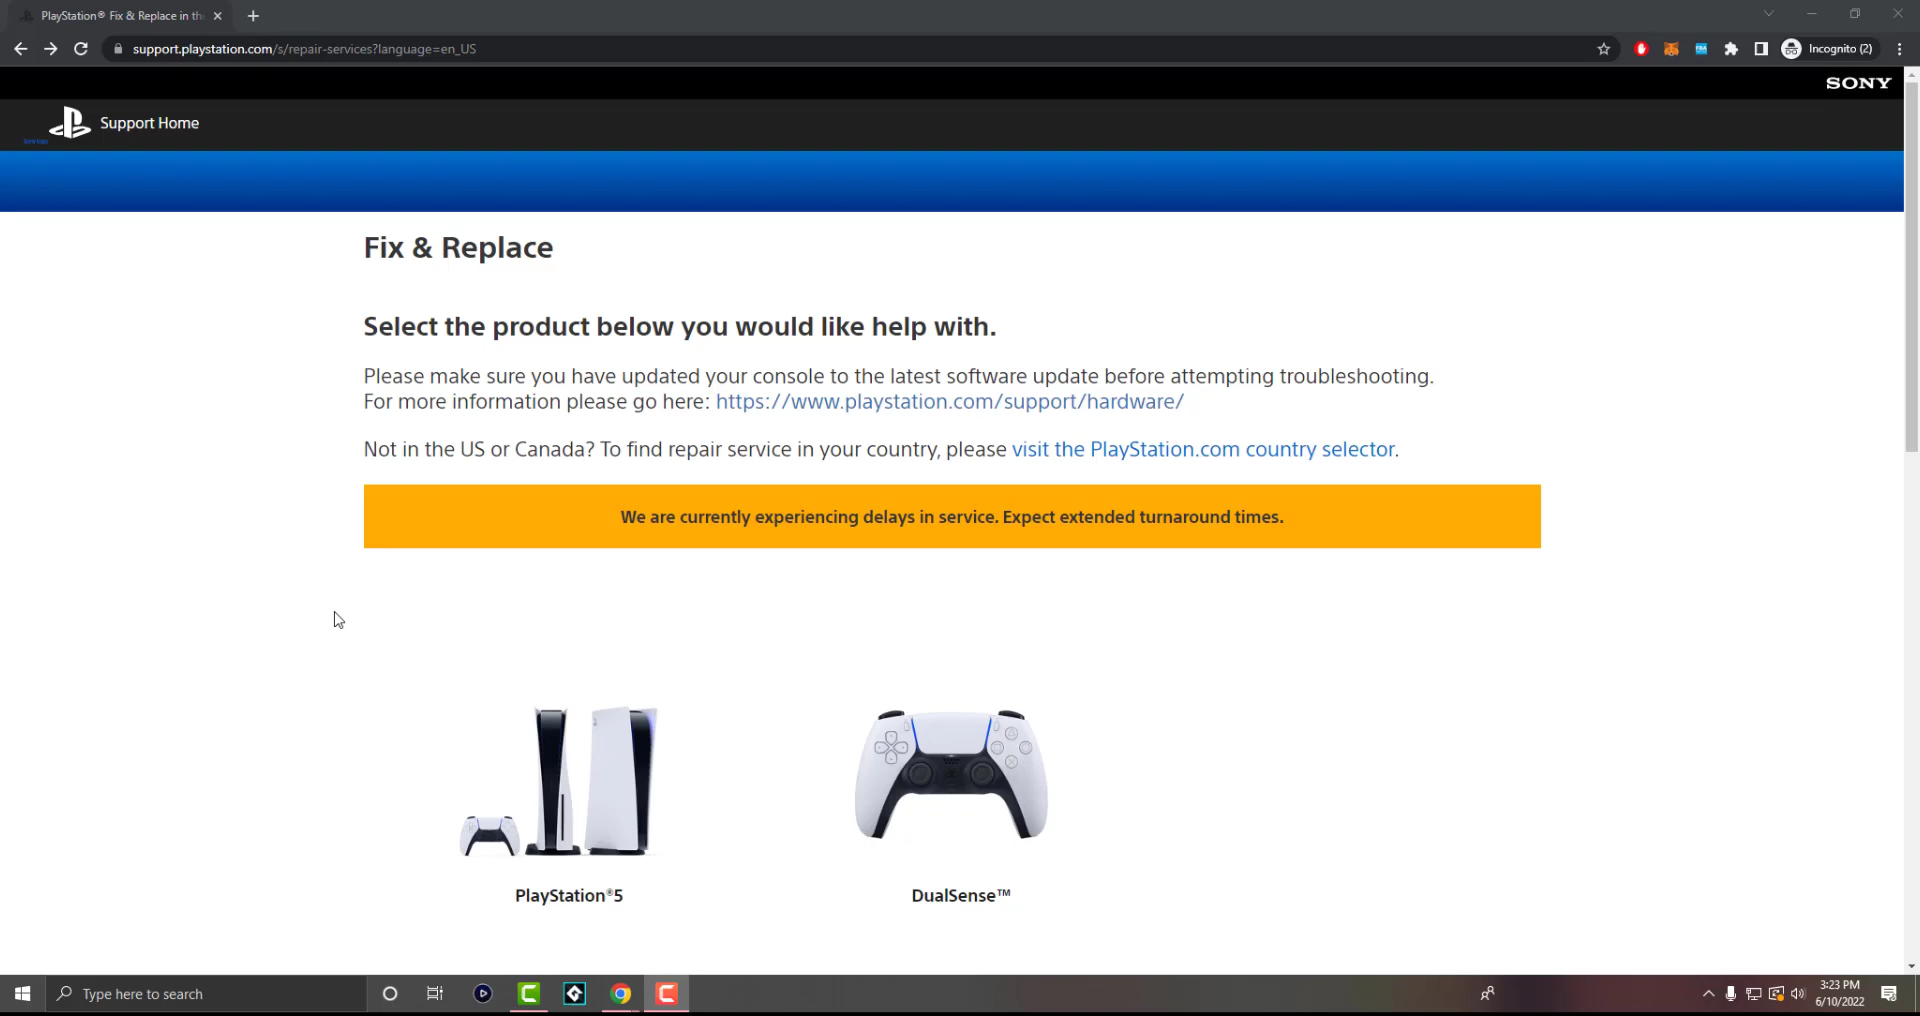 PlayStation® Fix & Replace in th
support.playstation.com/s/repair-services?language=en_US
Incognito (2)
SONY
Support Home
Fix & Replace
Select the product below you would like help with.
Please make sure you have updated your console to the latest software update before attempting troubleshooting.
For more information please go here: https://www.playstation.com/support/hardware/
Not in the US or Canada? To find repair service in your country, please visit the PlayStation.com country selector.
We are currently experiencing delays in service. Expect extended turnaround times.
PlayStation®5
DualSense™
Type here to search
3:23 PM
6/10/2022